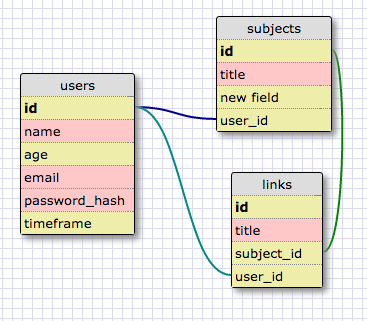 subjects
id
title
new field
user_id
users
id
name
age
email
password_hash
timeframe
links
id
title
subject_id
user_id